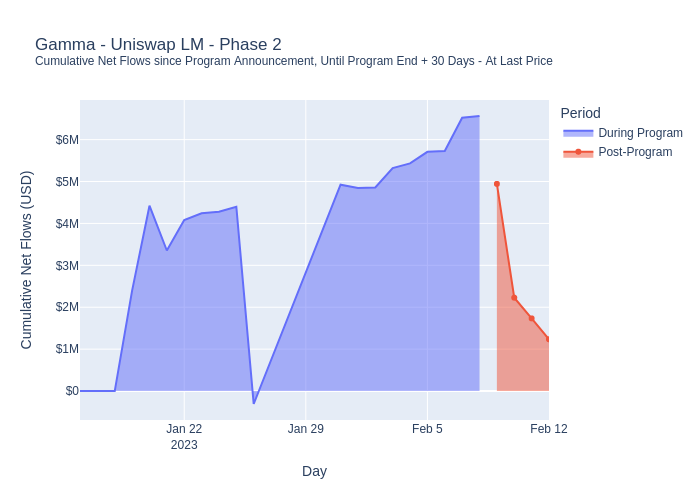 Gamma - Uniswap LM - Phase 2
Cumulative Net Flows since Program Announcement, Until Program End + 30 Days - At Last Price
Period
During Program
Post-Program
Cumulative Net Flows (USD)
$6M
$5M
$4M
$3M
$2M
$1M
$0
Jan 22
2023
Jan 29
Feb 5
Feb 12
Day